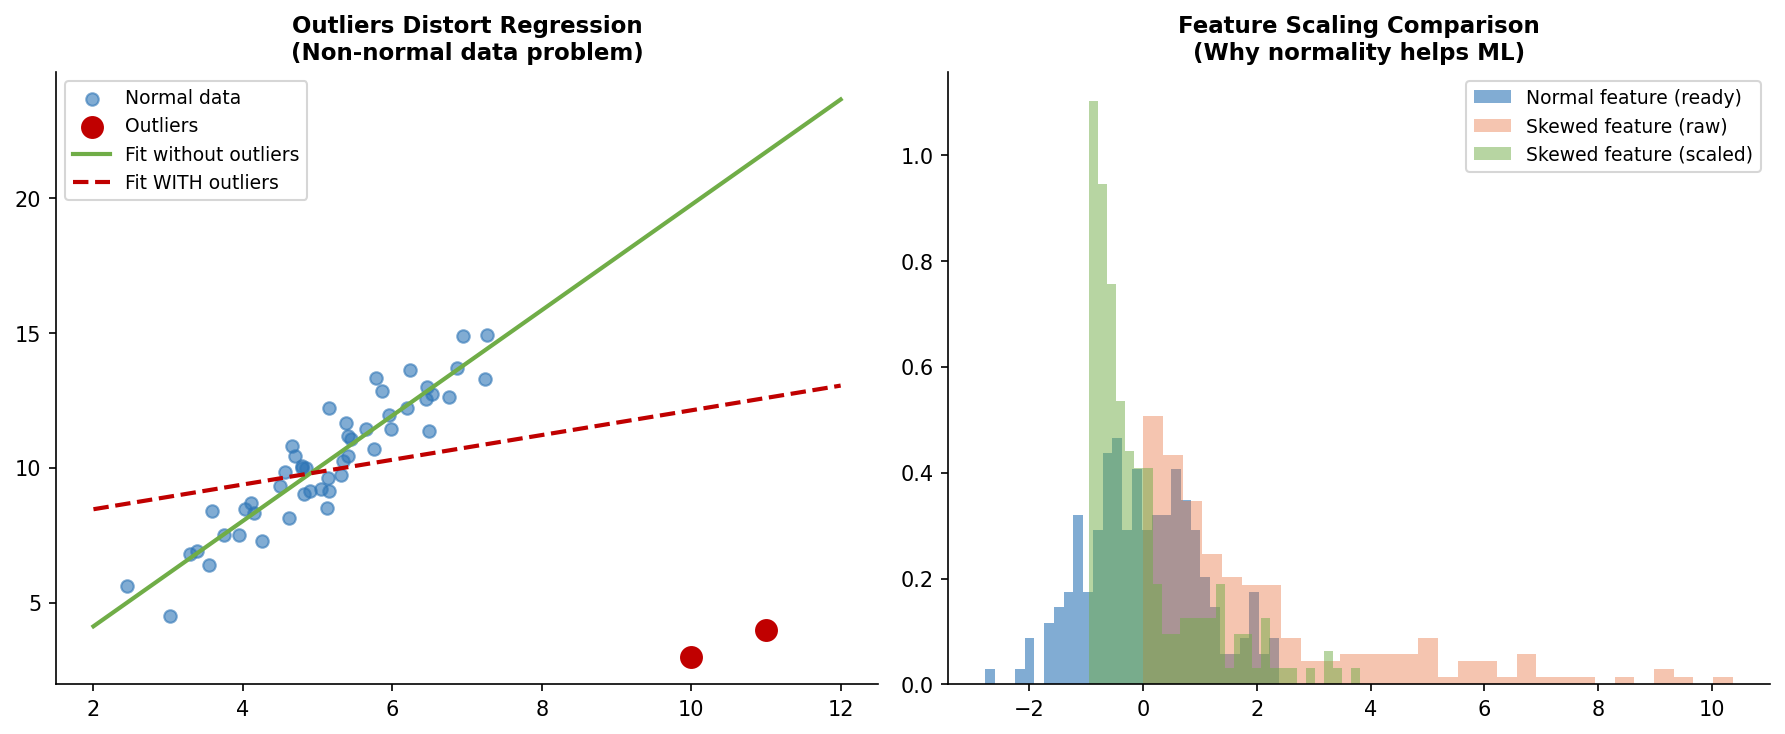 Outliers Distort Regression
(Non-normal data problem)
Normal data
Outliers
Fit without outliers
Fit WITH outliers
20
15
10
5
2
4
6
8
10
12
Feature Scaling Comparison
(Why normality helps ML)
Normal feature (ready)
Skewed feature (raw)
Skewed feature (scaled)
1.0
0.8
0.6
0.4
0.2
0.0
−2
0
2
4
6
8
10